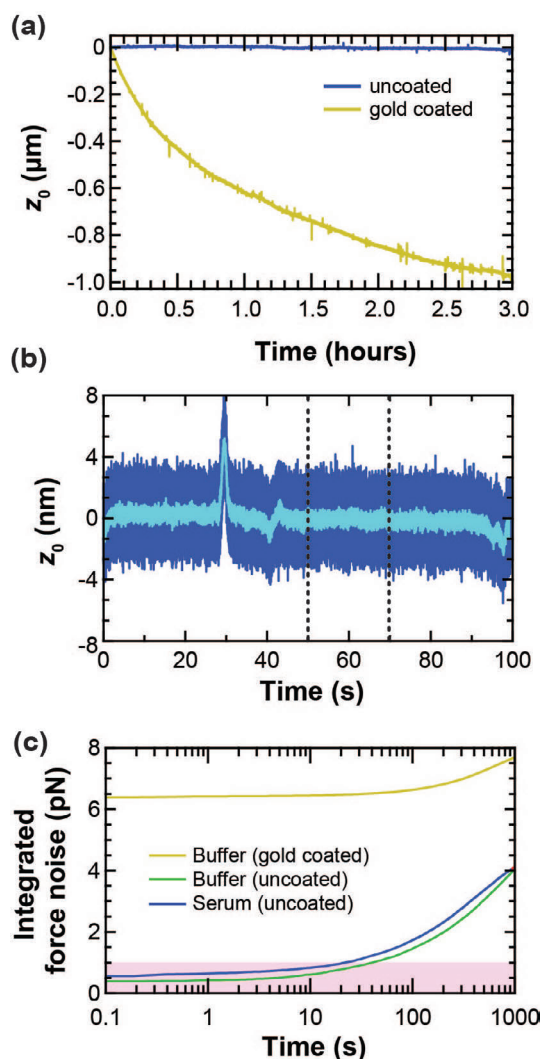 (a)
0
-0.2
-0.4
-0.6
-0.8
-1.0
z0 (μm)
uncoated
gold coated
0.0 0.5 1.0 1.5 2.0 2.5 3.0
Time (hours)
(b)
8
4
0
-4
-8
z0 (nm)
0 20 40 60 80 100
Time (s)
(c)
8
6
4
2
0
Integrated
force noise (pN)
Buffer (gold coated)
Buffer (uncoated)
Serum (uncoated)
0.1 1 10 100 1000
Time (s)